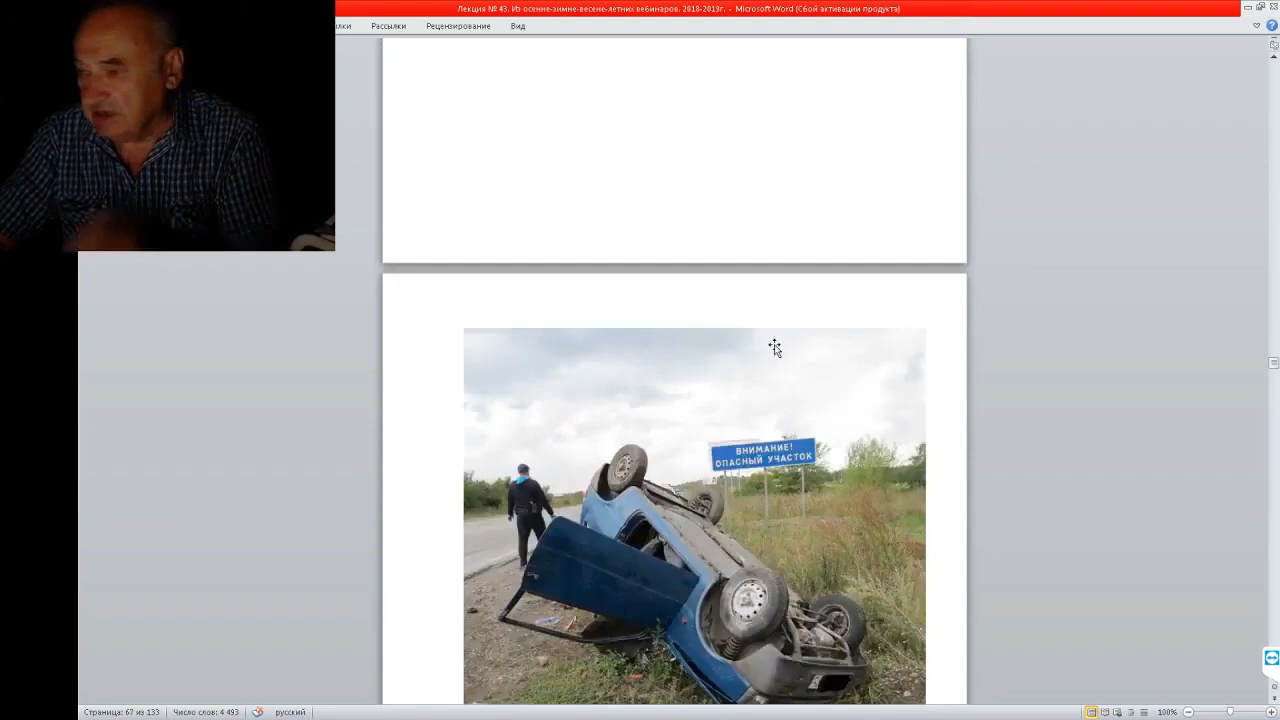 Лекция № 43. Из осенне-зимне-весене-летних вебинаров. 2018-2019г. - Microsoft Word (Сбой активации продукта)
лки Рассылки Рецензирование Вид
ВНИМАНИЕ!
ОПАСНЫЙ УЧАСТОК
Страница: 67 из 133 Число слов: 4 493 русский 100%